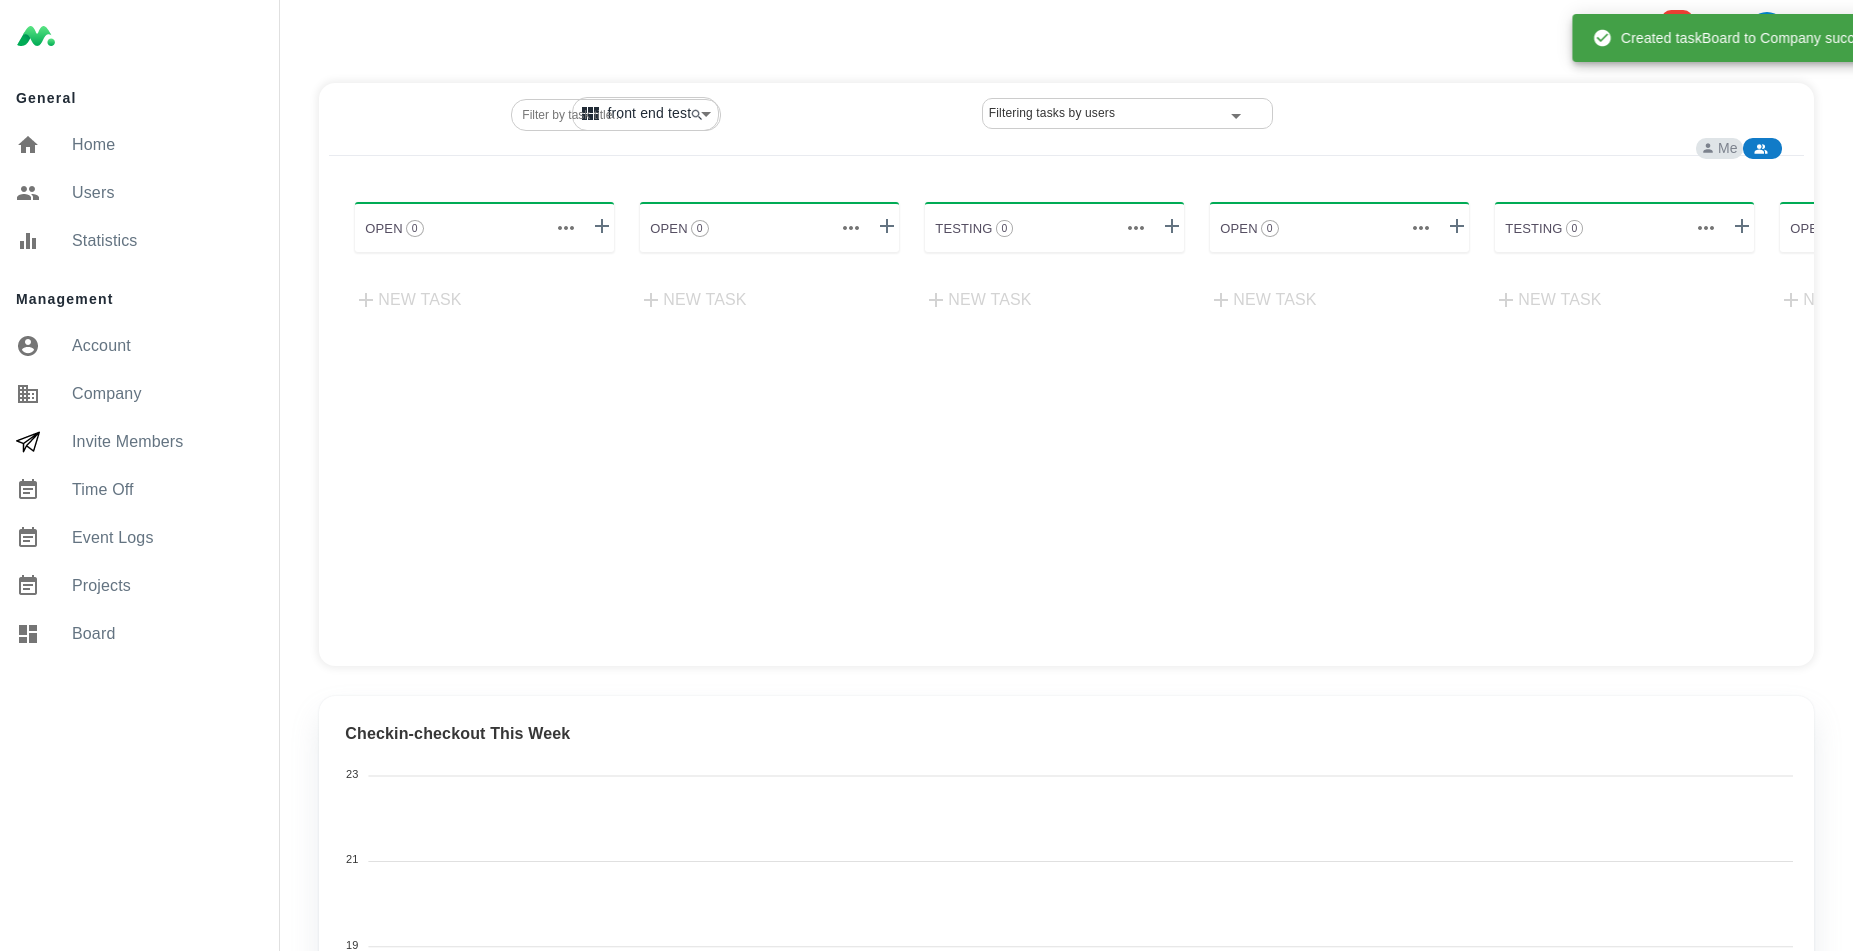 Created taskBoard to Company succ
General
Home
Users
Statistics
Management
Account
Company
Invite Members
Time Off
Event Logs
Projects
Board
Filter by task title...
front end test
Filtering tasks by users
Me
OPEN 0
OPEN 0
TESTING 0
OPEN 0
TESTING 0
OPE
NEW TASK
NEW TASK
NEW TASK
NEW TASK
NEW TASK
N
Checkin-checkout This Week
23
21
19